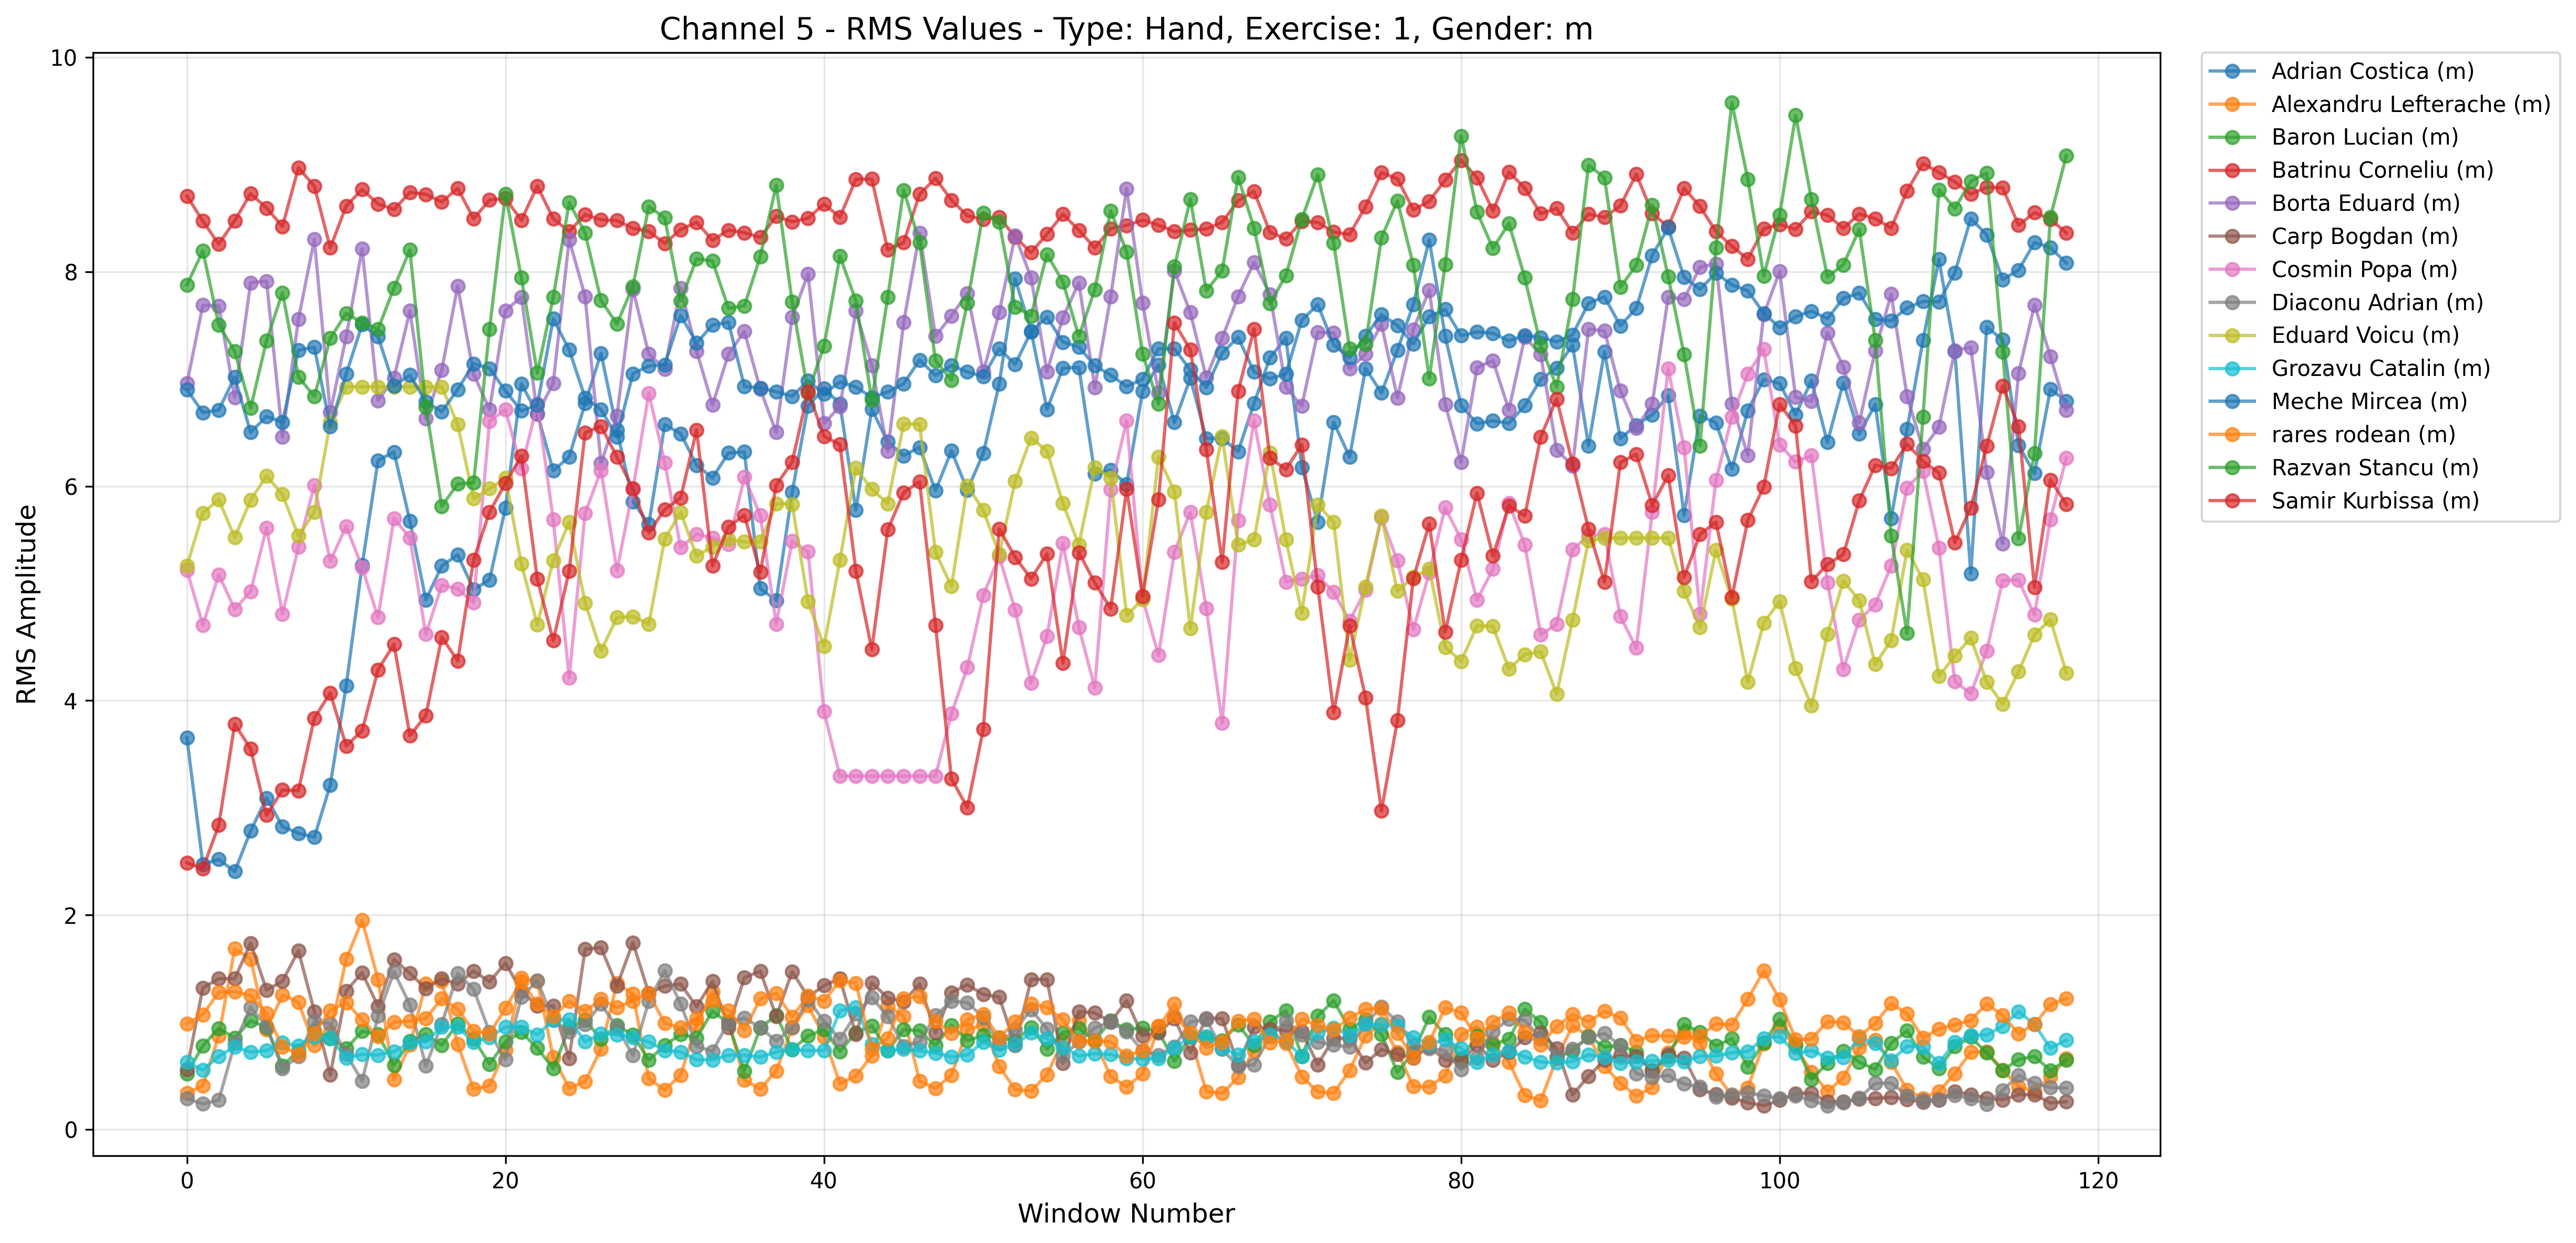 Channel 5 - RMS Values - Type: Hand, Exercise: 1, Gender: m
10
8
6
4
2
0
RMS Amplitude
0 20 40 60 80 100 120
Window Number
Adrian Costica (m)
Alexandru Lefterache (m)
Baron Lucian (m)
Batrinu Corneliu (m)
Borta Eduard (m)
Carp Bogdan (m)
Cosmin Popa (m)
Diaconu Adrian (m)
Eduard Voicu (m)
Grozavu Catalin (m)
Meche Mircea (m)
rares rodean (m)
Razvan Stancu (m)
Samir Kurbissa (m)